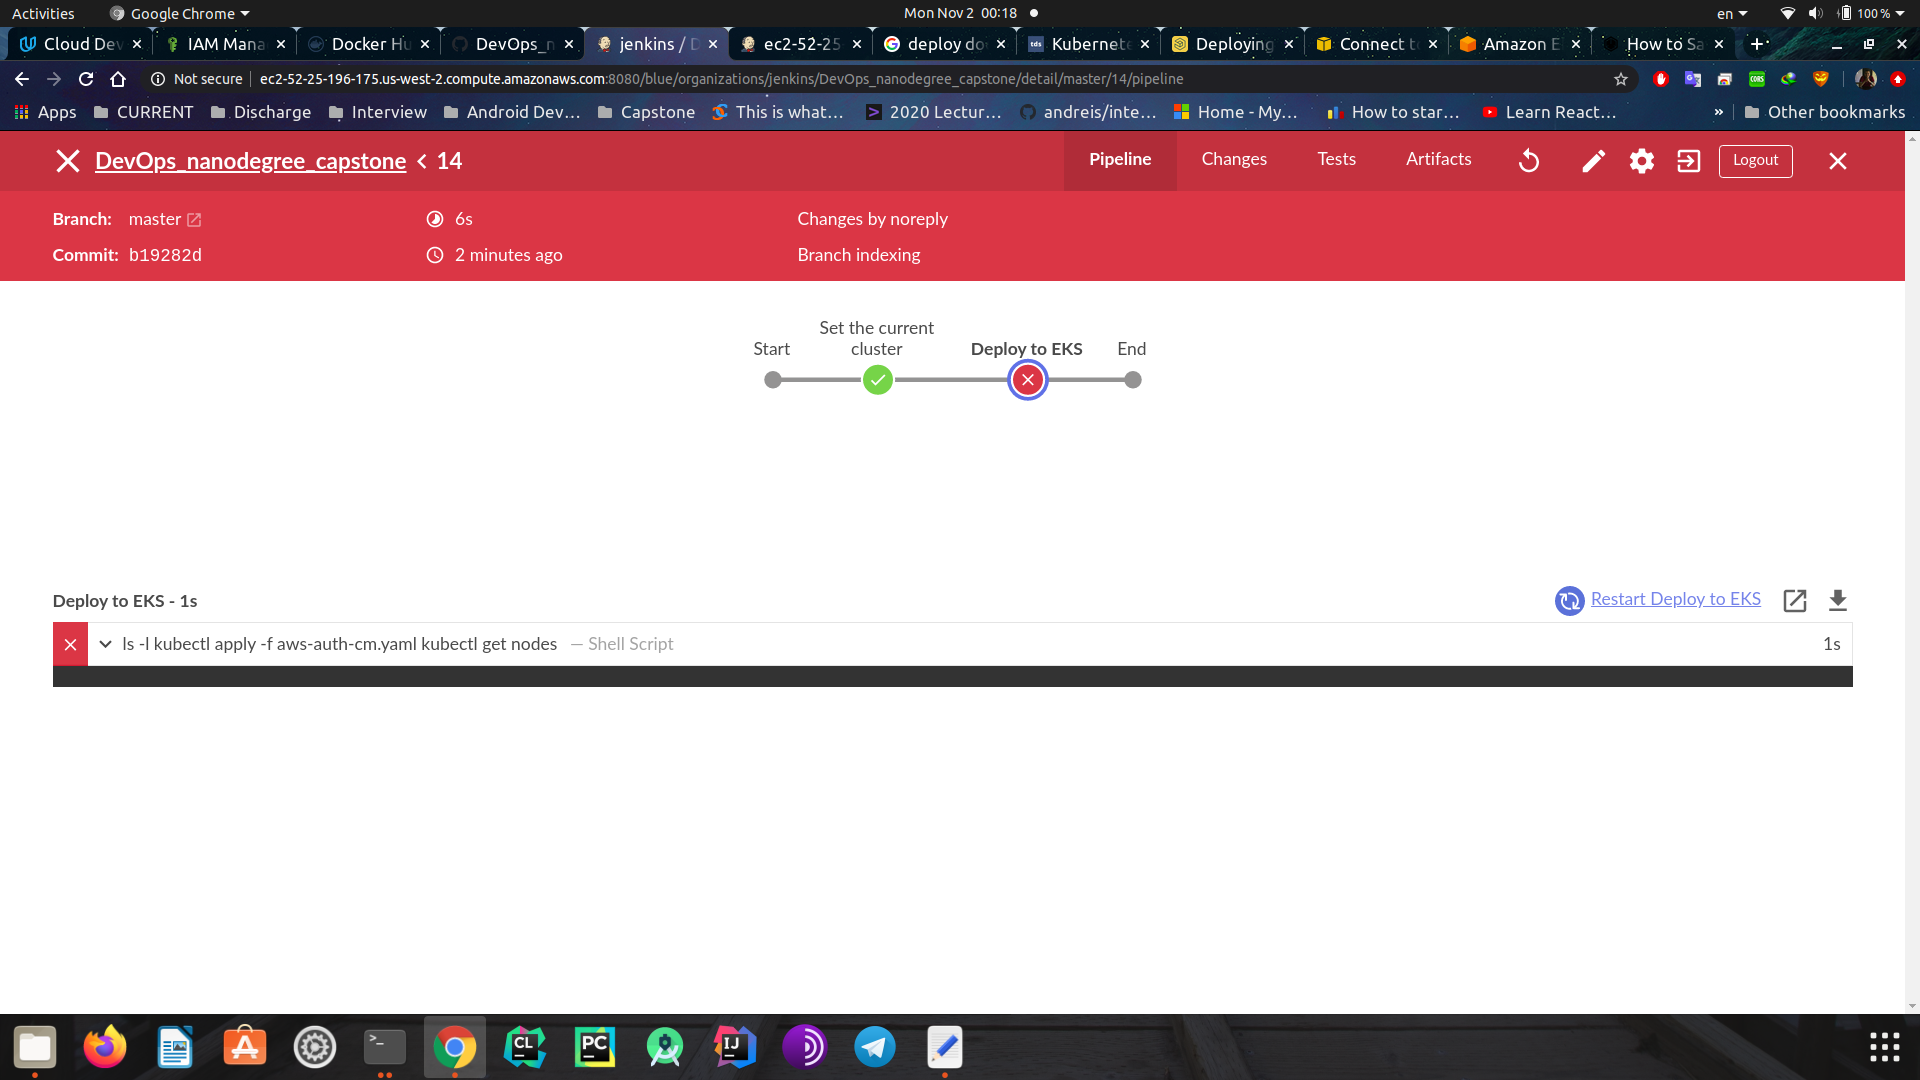 Activities
Google Chrome
Mon Nov 2 00:18
en
100 %
Cloud Dev
IAM Mana
Docker Hu
DevOps_n
jenkins / D
ec2-52-25
deploy do
tds
Kubernete
Deploying
Connect t
Amazon E
How to Sa
Not secure
ec2-52-25-196-175.us-west-2.compute.amazonaws.com:8080/blue/organizations/jenkins/DevOps_nanodegree_capstone/detail/master/14/pipeline
CORS
Apps
CURRENT
Discharge
Interview
Android Dev...
Capstone
This is what...
2020 Lectur...
andreis/inte...
Home - My...
How to star...
Learn React...
»
Other bookmarks
DevOps_nanodegree_capstone < 14
Pipeline
Changes
Tests
Artifacts
Logout
Branch: master
6s
Changes by noreply
Commit: b19282d
2 minutes ago
Branch indexing
Start
Set the current
cluster
Deploy to EKS
End
Deploy to EKS - 1s
Restart Deploy to EKS
ls -l kubectl apply -f aws-auth-cm.yaml kubectl get nodes — Shell Script
1s
>_
CL
PC
IJ